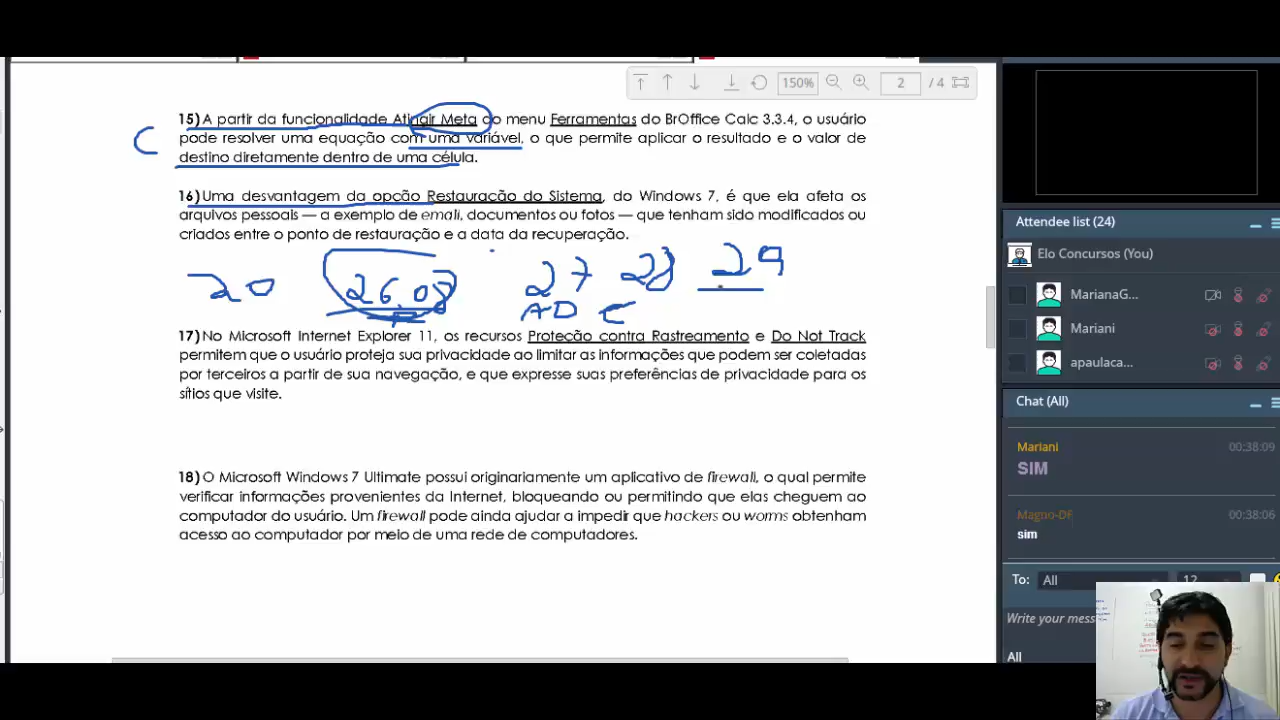 150%
2
/ 4
15) A partir da funcionalidade Atingir Meta do menu Ferramentas do BrOffice Calc 3.3.4, o usuário
pode resolver uma equação com uma variável, o que permite aplicar o resultado e o valor de
destino diretamente dentro de uma célula.
C
16) Uma desvantagem da opção Restauração do Sistema, do Windows 7, é que ela afeta os
arquivos pessoais — a exemplo de emali, documentos ou fotos — que tenham sido modificados ou
criados entre o ponto de restauração e a data da recuperação.
20 26.08 27 28 29
AD C
17) No Microsoft Internet Explorer 11, os recursos Proteção contra Rastreamento e Do Not Track
permitem que o usuário proteja sua privacidade ao limitar as informações que podem ser coletadas
por terceiros a partir de sua navegação, e que expresse suas preferências de privacidade para os
sítios que visite.
18) O Microsoft Windows 7 Ultimate possui originariamente um aplicativo de firewall, o qual permite
verificar informações provenientes da Internet, bloqueando ou permitindo que elas cheguem ao
computador do usuário. Um firewall pode ainda ajudar a impedir que hackers ou worms obtenham
acesso ao computador por meio de uma rede de computadores.
Attendee list (24)
Elo Concursos (You)
MarianaG...
Mariani
apaulaca...
Chat (All)
Mariani 00:38:09
SIM
Magno-DF 00:38:06
sim
To: All 12
Write your mess
All